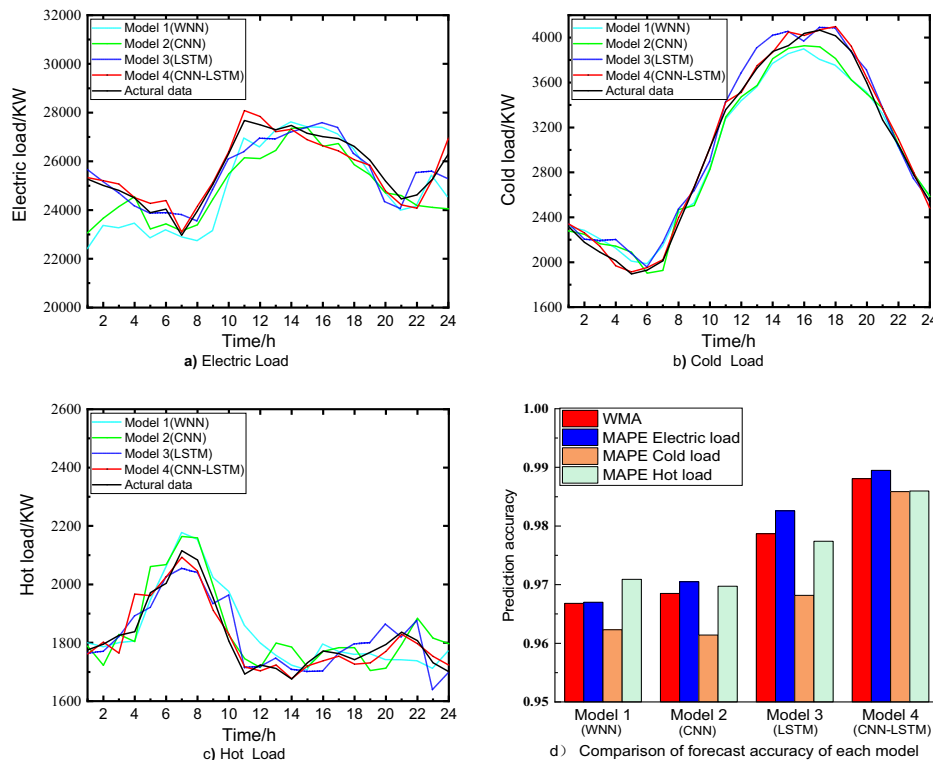 32000
30000
28000
26000
24000
22000
20000
Electric load/KW
Model 1(WNN)
Model 2(CNN)
Model 3(LSTM)
Model 4(CNN-LSTM)
Actural data
2 4 6 8 10 12 14 16 18 20 22 24
Time/h
a) Electric Load
4000
3600
3200
2800
2400
2000
1600
Cold load/KW
Model 1(WNN)
Model 2(CNN)
Model 3(LSTM)
Model 4(CNN-LSTM)
Actural data
2 4 6 8 10 12 14 16 18 20 22 24
Time/h
b) Cold Load
2600
2400
2200
2000
1800
1600
Hot load/KW
Model 1(WNN)
Model 2(CNN)
Model 3(LSTM)
Model 4(CNN-LSTM)
Actural data
2 4 6 8 10 12 14 16 18 20 22 24
Time/h
c) Hot Load
1.00
0.99
0.98
0.97
0.96
0.95
Prediction accuracy
WMA
MAPE Electric load
MAPE Cold load
MAPE Hot load
Model 1 Model 2 Model 3 Model 4
(WNN) (CNN) (LSTM) (CNN-LSTM)
d） Comparison of forecast accuracy of each model